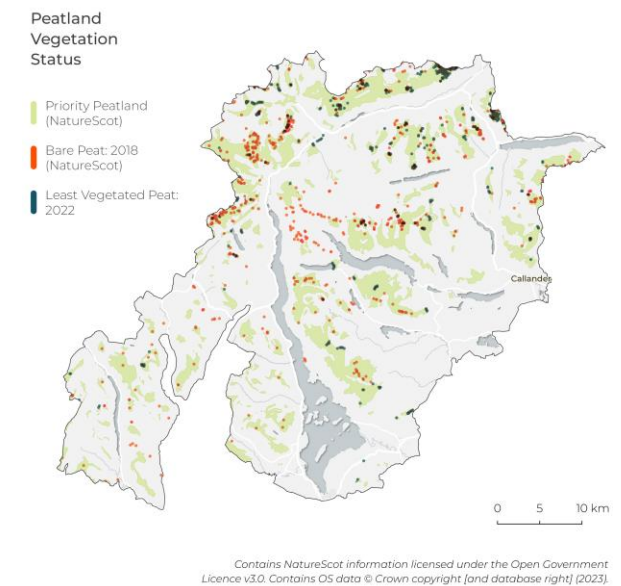 Peatland
Vegetation
Status
Priority Peatland
(NatureScot)
Bare Peat: 2018
(NatureScot)
Least Vegetated Peat:
2022
Callander
0 5 10 km
Contains NatureScot information licensed under the Open Government
Licence v3.0. Contains OS data © Crown copyright [and database right] (2023).